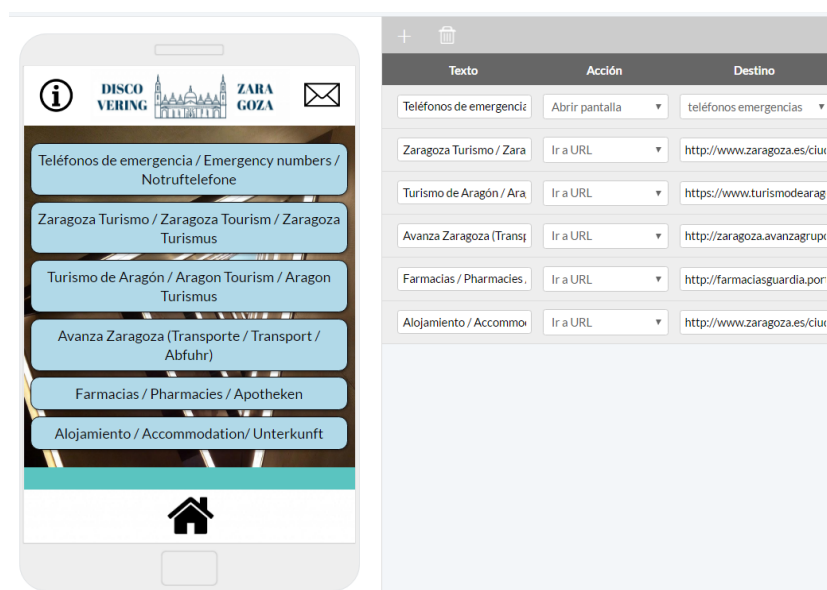 DISCO
VERING
ZARA
GOZA
Teléfonos de emergencia / Emergency numbers /
Notruftelefone
Zaragoza Turismo / Zaragoza Tourism / Zaragoza
Turismus
Turismo de Aragón / Aragon Tourism / Aragon
Turismus
Avanza Zaragoza (Transporte / Transport /
Abfuhr)
Farmacias / Pharmacies / Apotheken
Alojamiento / Accommodation/ Unterkunft
Texto Acción Destino
Teléfonos de emergencia Abrir pantalla teléfonos emergencias
Zaragoza Turismo / Zara Ir a URL http://www.zaragoza.es/ciud
Turismo de Aragón / Ara Ir a URL https://www.turismodearag
Avanza Zaragoza (Transp Ir a URL http://zaragoza.avanzagrupo
Farmacias / Pharmacies / Ir a URL http://farmaciasguardia.por
Alojamiento / Accommo Ir a URL http://www.zaragoza.es/ciud